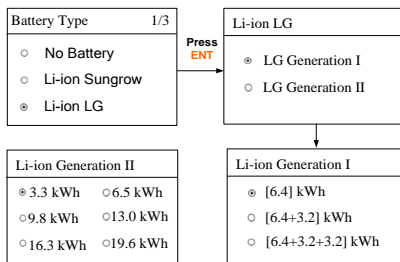 Battery Type 1/3
No Battery
Li-ion Sungrow
Li-ion LG
Press
ENT
Li-ion LG
LG Generation I
LG Generation II
Li-ion Generation II
3.3 kWh 6.5 kWh
9.8 kWh 13.0 kWh
16.3 kWh 19.6 kWh
Li-ion Generation I
[6.4] kWh
[6.4+3.2] kWh
[6.4+3.2+3.2] kWh